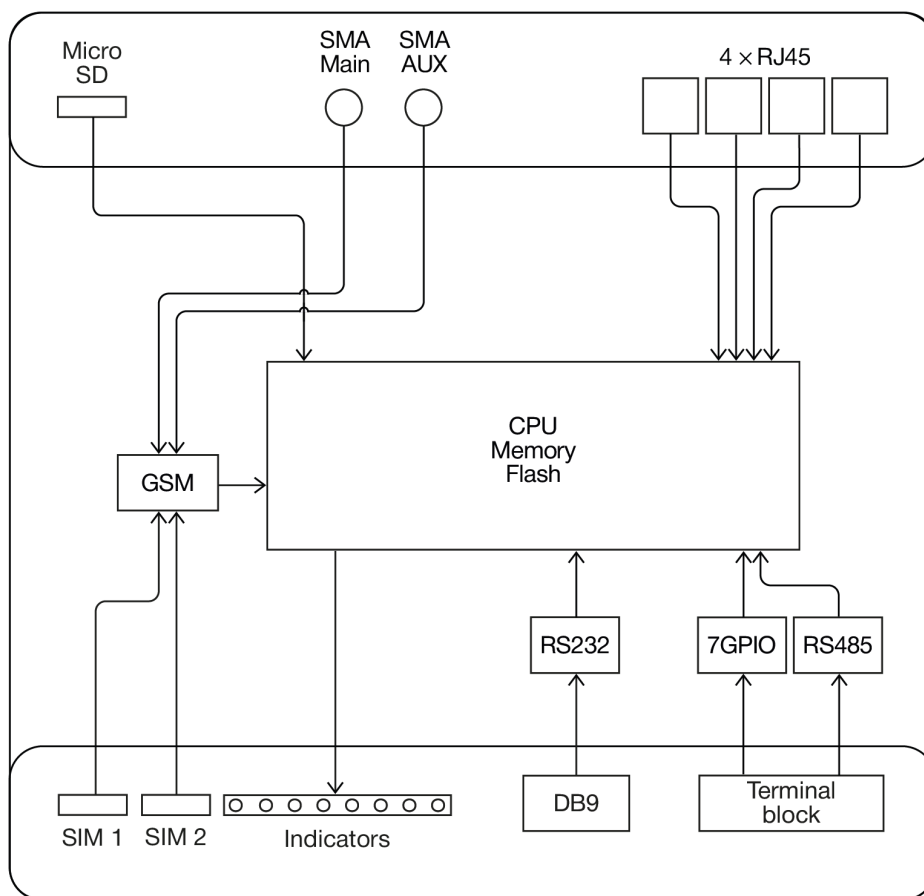 Micro
SD
SMA
Main
SMA
AUX
4 × RJ45
CPU
Memory
Flash
GSM
RS232
7GPIO
RS485
SIM 1
SIM 2
Indicators
DB9
Terminal
block